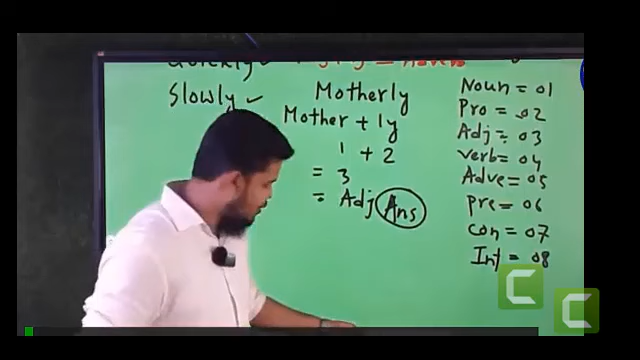 Quickly ✓
Slowly ✓
Motherly
Mother + ly
1 + 2
= 3
= Adj Ans
Noun = 01
Pro = 02
Adj = 03
Verb = 04
Adve = 05
pre = 06
con = 07
Int = 08
C
C